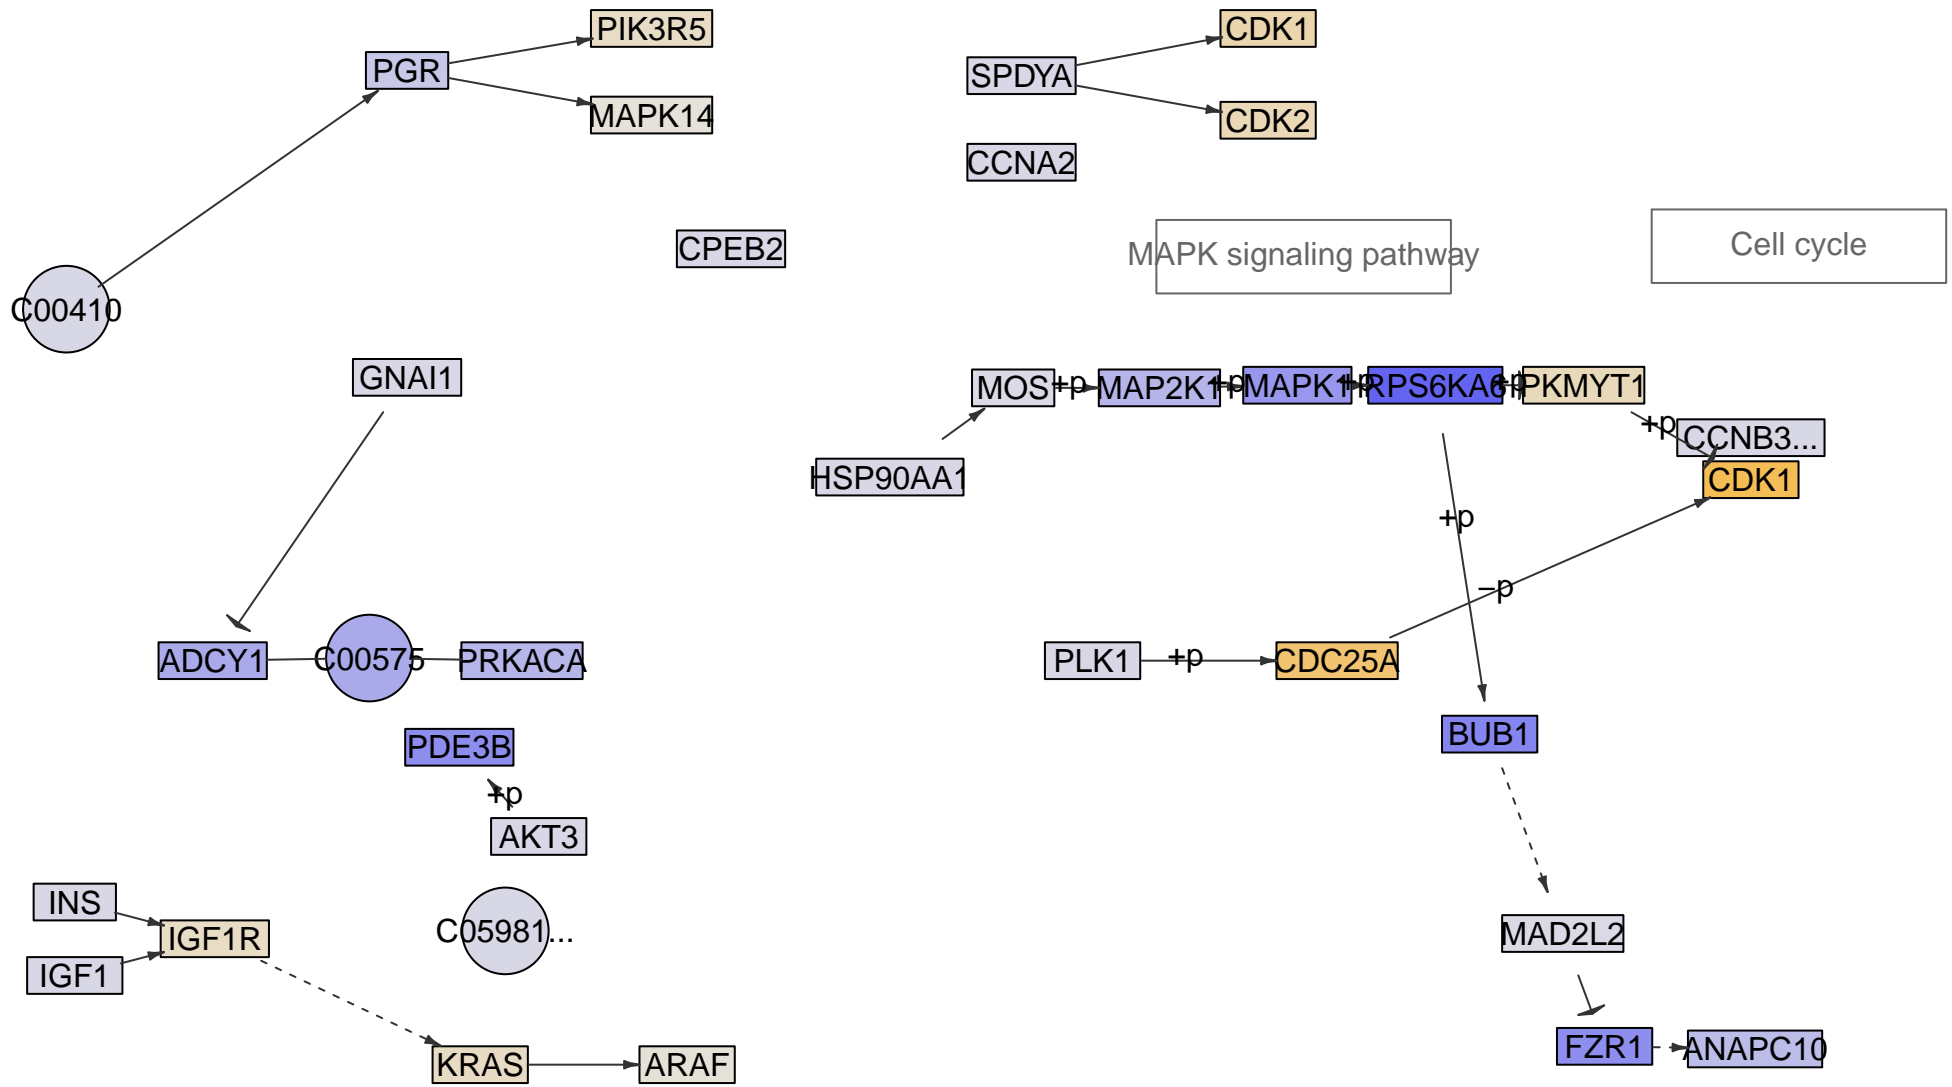 PIK3R5
CDK1
PGR
SPDYA
MAPK14
CDK2
CCNA2
CPEB2
MAPK signaling pathway
Cell cycle
C00410
GNAI1
MOS
+p
MAP2K1
+p
MAPK1
+p
RPS6KA6
+p
PKMYT1
+p
CCNB3...
HSP90AA1
CDK1
+p
−p
ADCY1
C00575
PRKACA
PLK1
+p
CDC25A
PDE3B
BUB1
+p
AKT3
INS
IGF1R
C05981...
MAD2L2
IGF1
FZR1
ANAPC10
KRAS
ARAF